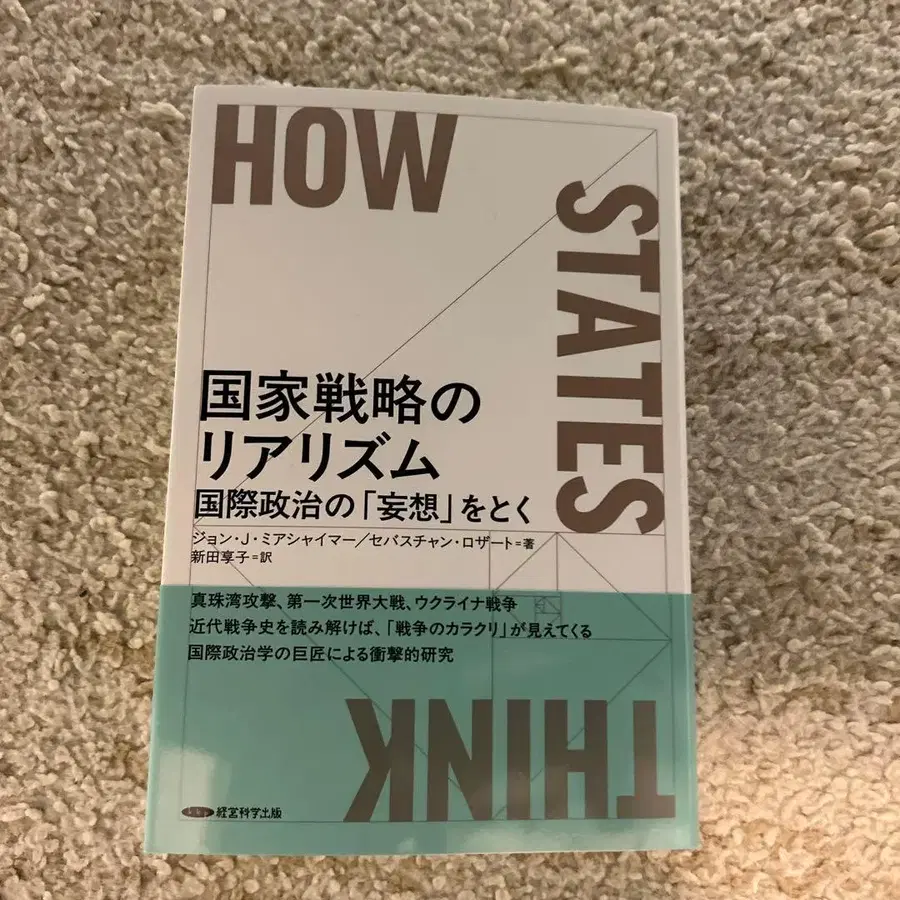 HOW
STATES
国家戦略の
リアリズム
国際政治の「妄想」をとく
ジョン・J・ミアシャイマー／セバスチャン・ロザート=著
新田享子=訳
真珠湾攻撃、第一次世界大戦、ウクライナ戦争
近代戦争史を読み解けば、「戦争のカラクリ」が見えてくる
国際政治学の巨匠による衝撃的研究
THINK
経営科学出版